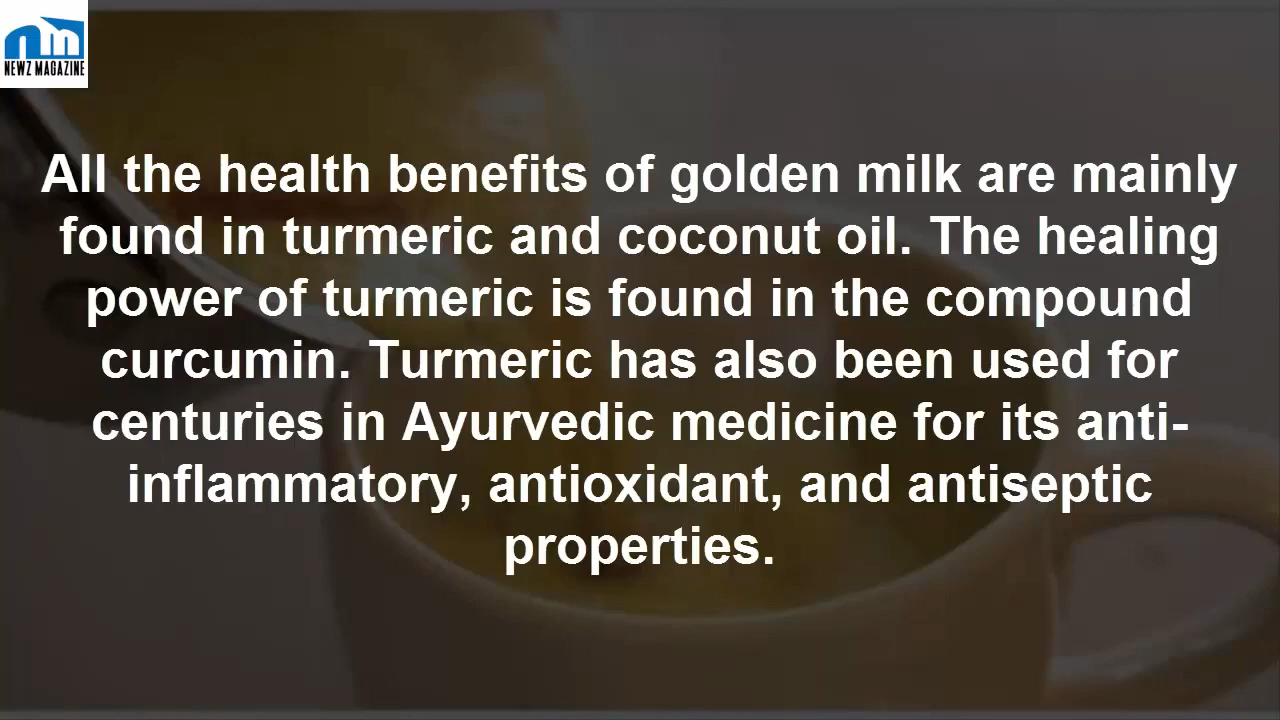 nm
NEWZ MAGAZINE
All the health benefits of golden milk are mainly
found in turmeric and coconut oil. The healing
power of turmeric is found in the compound
curcumin. Turmeric has also been used for
centuries in Ayurvedic medicine for its anti-
inflammatory, antioxidant, and antiseptic
properties.